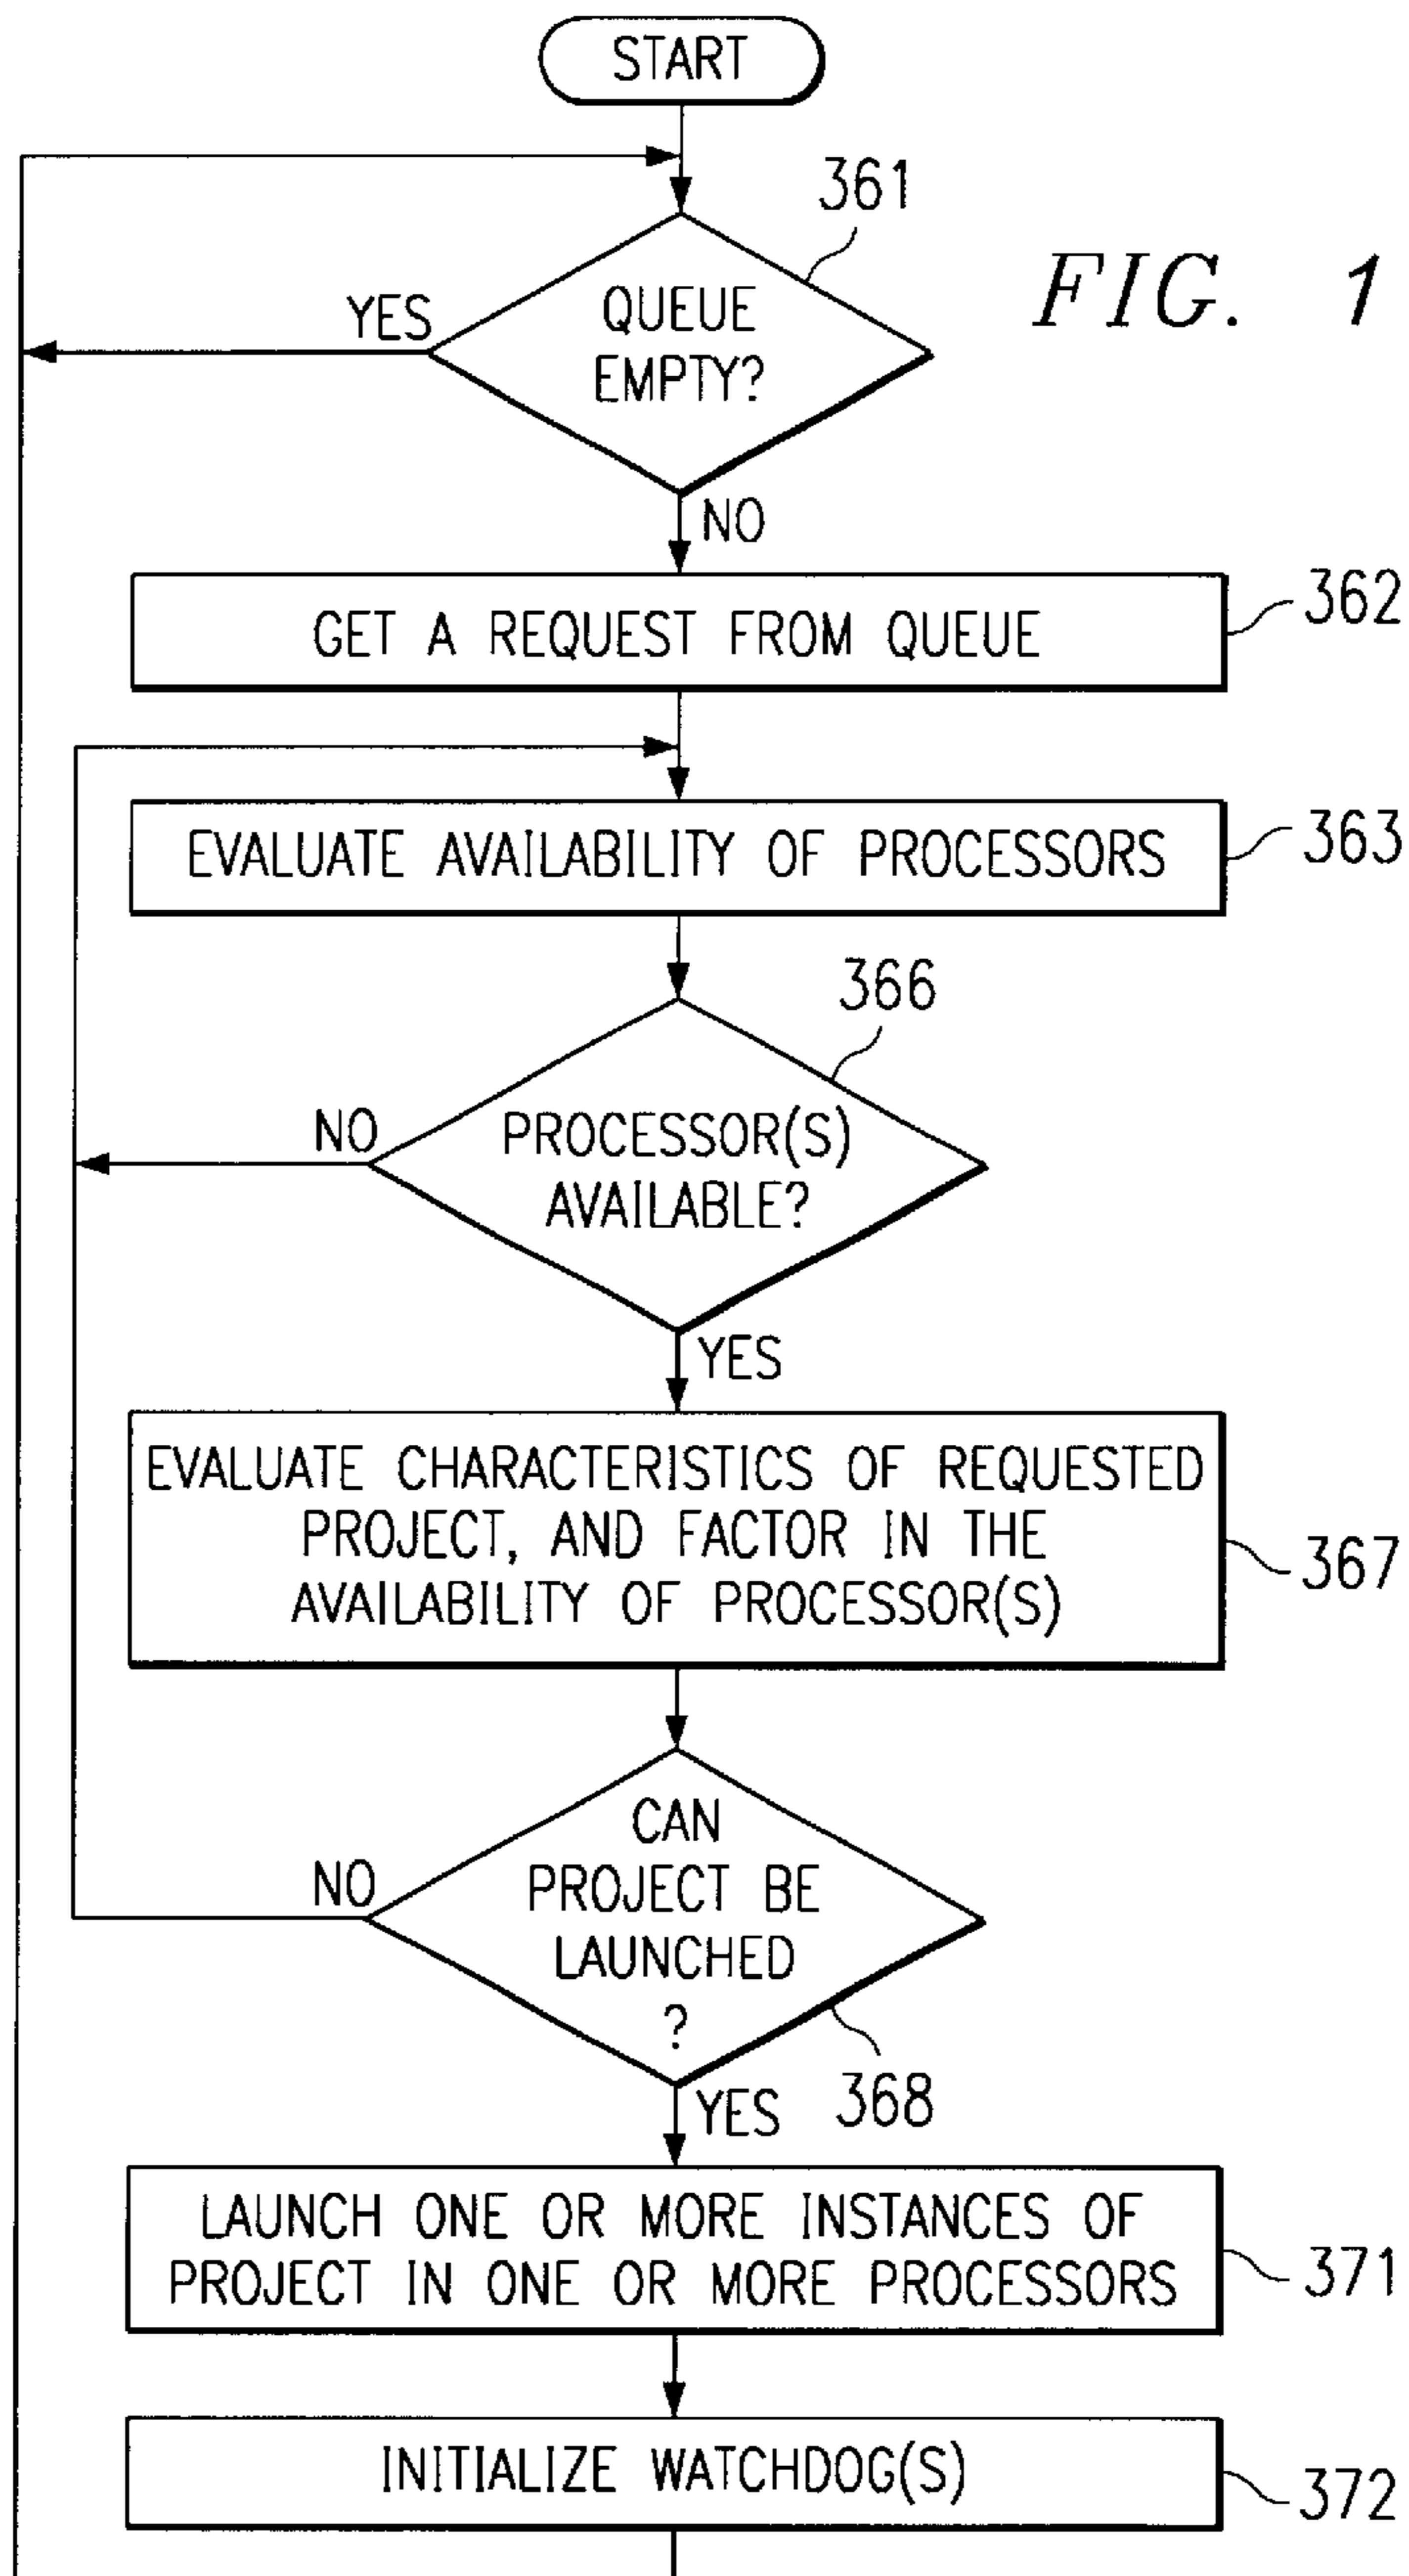 START
361
FIG. 1
YES
QUEUE
EMPTY?
NO
GET A REQUEST FROM QUEUE
362
EVALUATE AVAILABILITY OF PROCESSORS
363
366
NO
PROCESSOR(S)
AVAILABLE?
YES
EVALUATE CHARACTERISTICS OF REQUESTED
PROJECT, AND FACTOR IN THE
AVAILABILITY OF PROCESSOR(S)
367
CAN
PROJECT BE
LAUNCHED
?
NO
368
YES
LAUNCH ONE OR MORE INSTANCES OF
PROJECT IN ONE OR MORE PROCESSORS
371
INITIALIZE WATCHDOG(S)
372